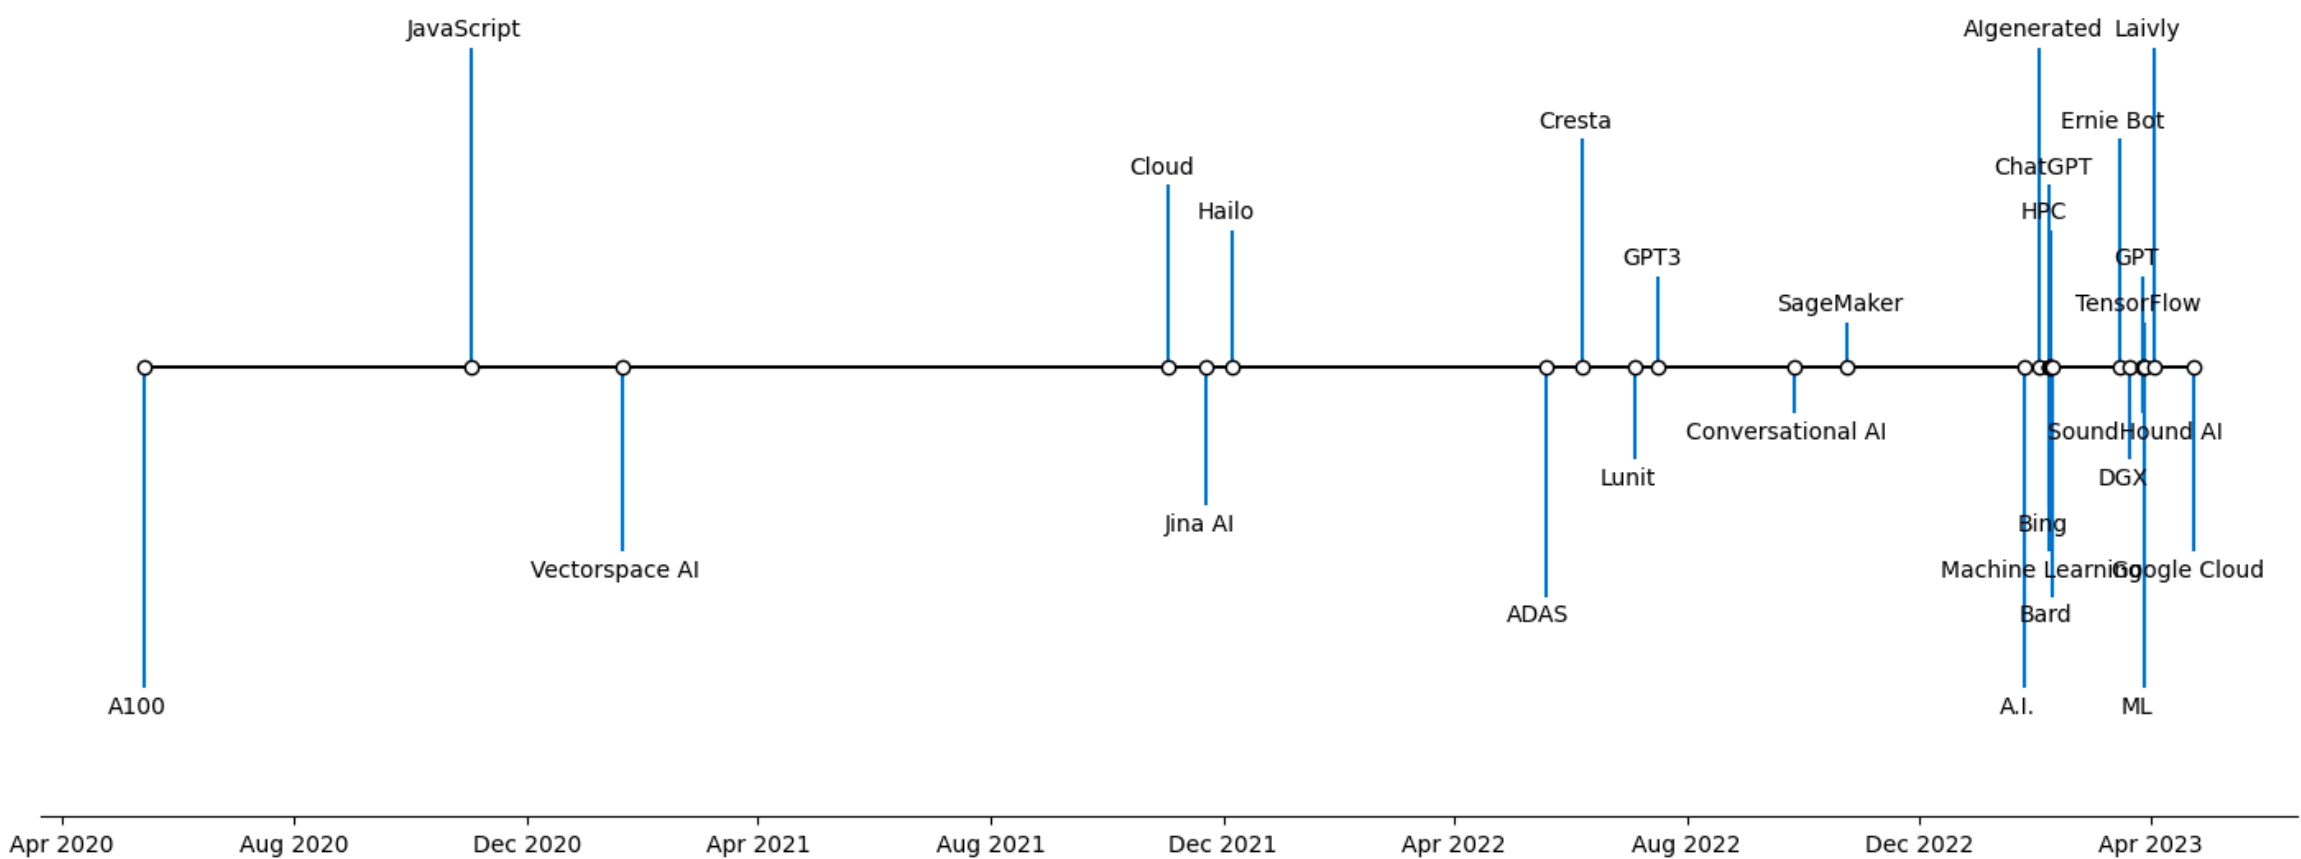 JavaScript
AIgenerated
Laivly
Cresta
Ernie Bot
Cloud
ChatGPT
Hailo
HPC
GPT3
GPT
SageMaker
TensorFlow
Conversational AI
SoundHound AI
Lunit
DGX
Jina AI
Bing
Vectorspace AI
Machine Learning
Google Cloud
ADAS
Bard
A100
A.I.
ML
Apr 2020
Aug 2020
Dec 2020
Apr 2021
Aug 2021
Dec 2021
Apr 2022
Aug 2022
Dec 2022
Apr 2023